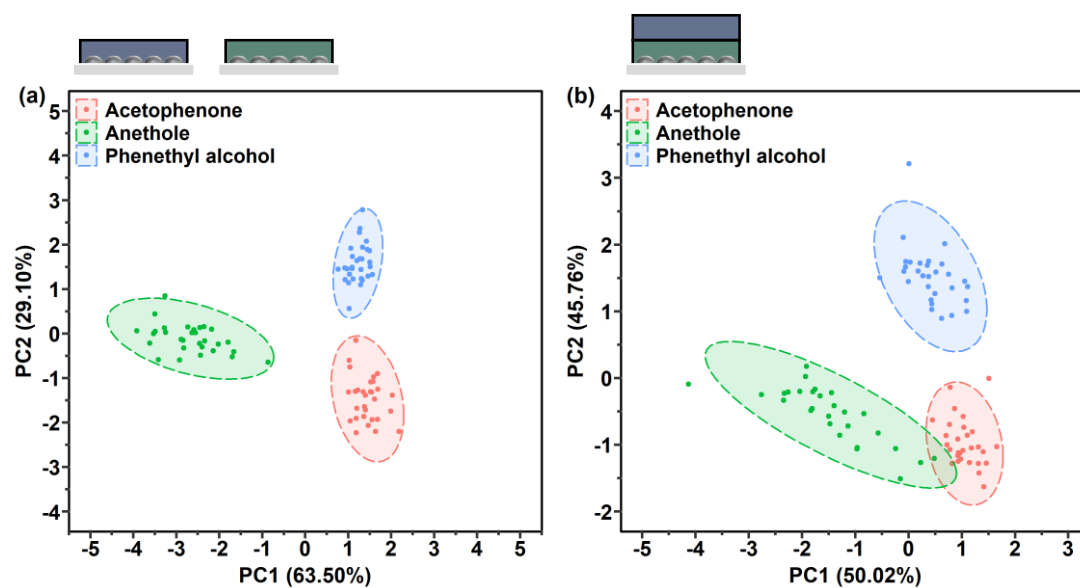 (a)
Acetophenone
Anethole
Phenethyl alcohol
5
4
3
2
1
0
-1
-2
-3
-4
PC2 (29.10%)
-5 -4 -3 -2 -1 0 1 2 3 4 5
PC1 (63.50%)
(b)
Acetophenone
Anethole
Phenethyl alcohol
4
3
2
1
0
-1
-2
PC2 (45.76%)
-5 -4 -3 -2 -1 0 1 2 3
PC1 (50.02%)